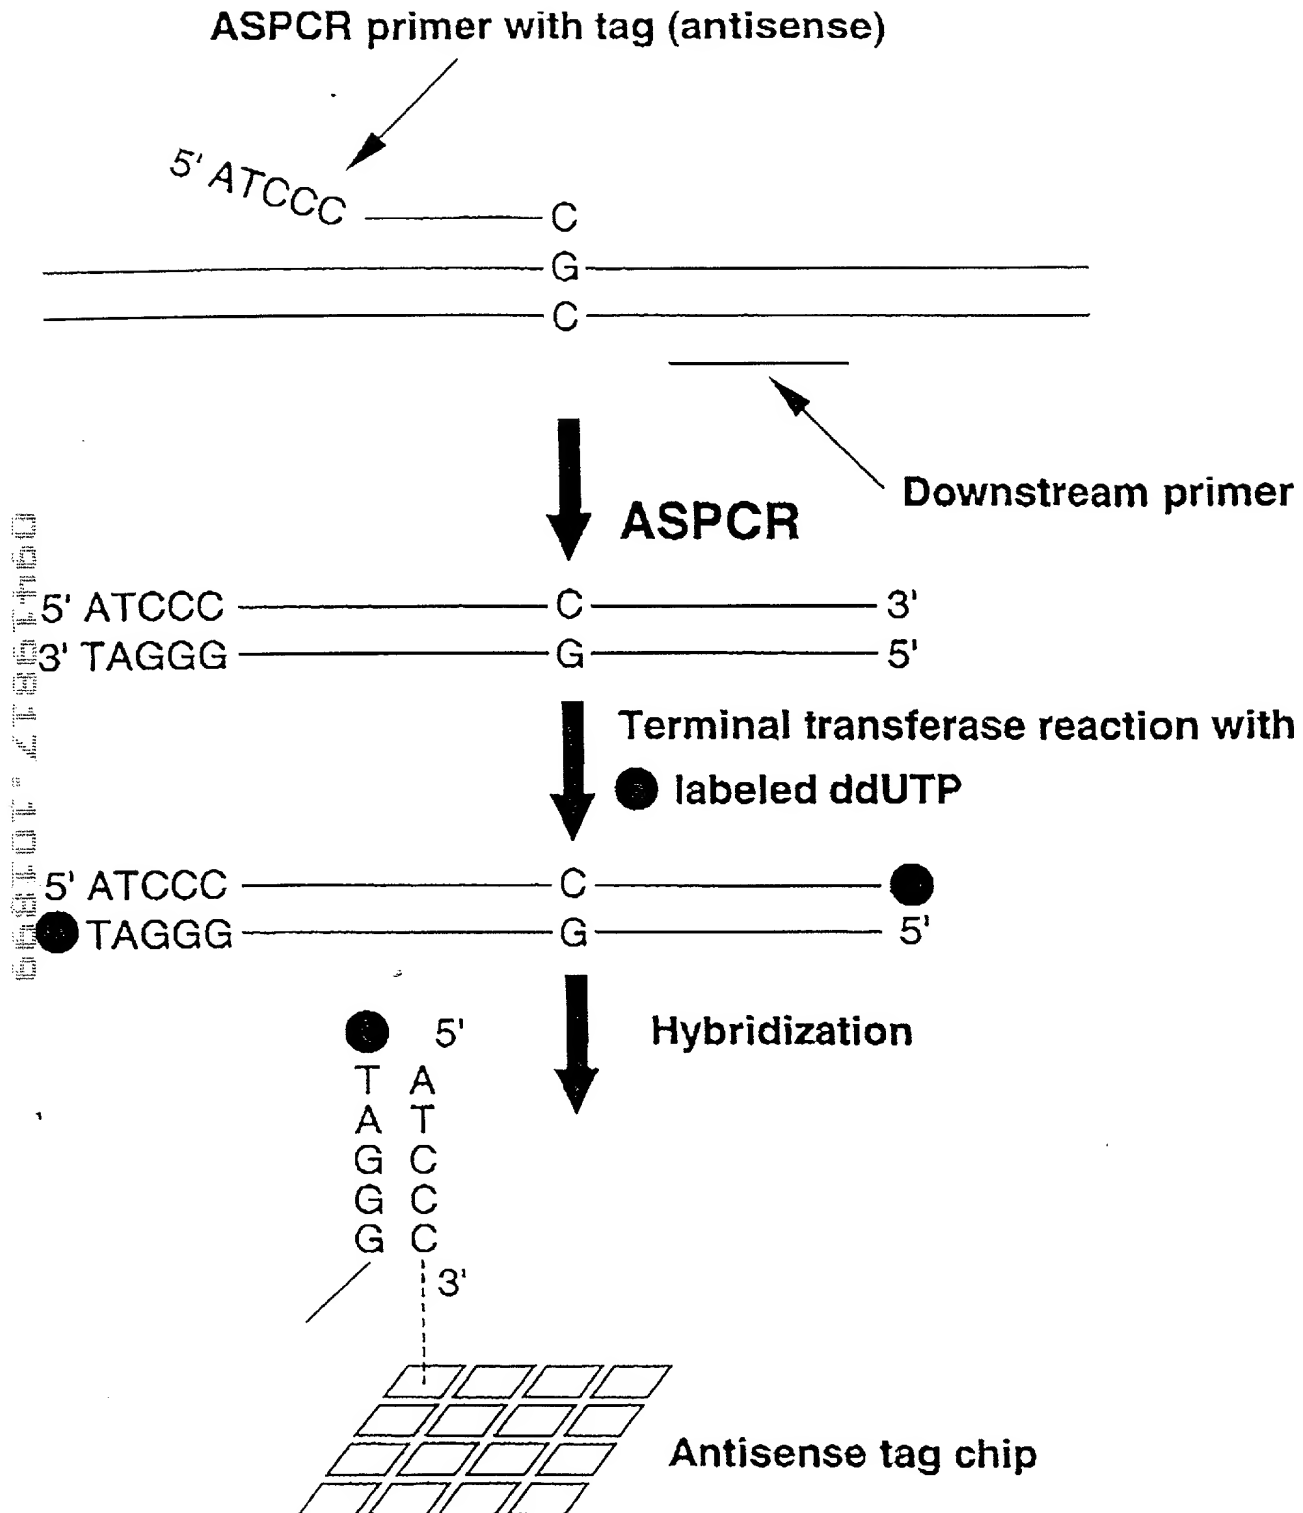 ASPCR primer with tag (antisense)
5' ATCCC
C
G
C
Downstream primer
ASPCR
5' ATCCC C 3'
3' TAGGG G 5'
Terminal transferase reaction with
labeled ddUTP
5' ATCCC C
TAGGG G 5'
Hybridization
5'
T A
A T
G C
G C
G C
3'
Antisense tag chip